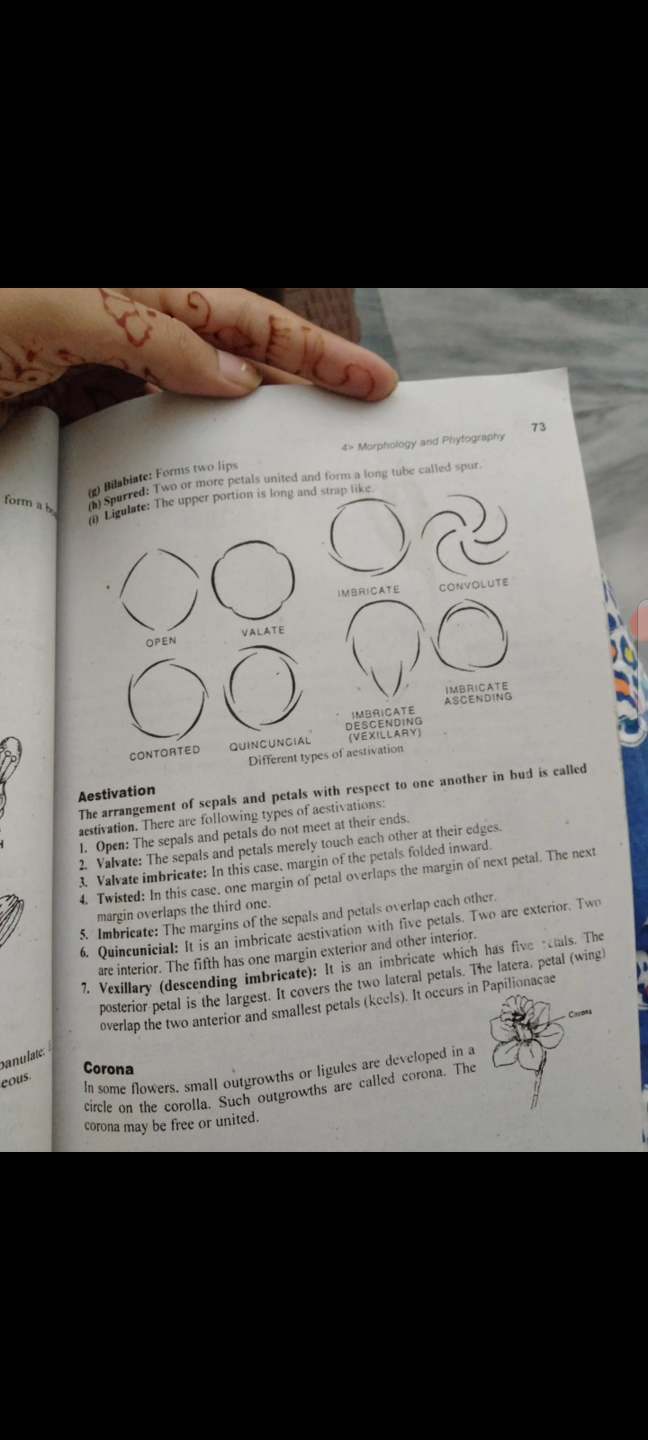 73
4> Morphology and Phytography
(g) Bilabiate: Forms two lips
(h) Spurred: Two or more petals united and form a long tube called spur.
(i) Ligulate: The upper portion is long and strap like.
form a
OPEN
VALATE
IMBRICATE
CONVOLUTE
CONTORTED
QUINCUNCIAL
IMBRICATE
DESCENDING
(VEXILLARY)
IMBRICATE
ASCENDING
Different types of aestivation
Aestivation
The arrangement of sepals and petals with respect to one another in bud is called
aestivation. There are following types of aestivations:
1. Open: The sepals and petals do not meet at their ends.
2. Valvate: The sepals and petals merely touch each other at their edges.
3. Valvate imbricate: In this case, margin of the petals folded inward.
4. Twisted: In this case, one margin of petal overlaps the margin of next petal. The next
margin overlaps the third one.
5. Imbricate: The margins of the sepals and petals overlap each other.
6. Quincunicial: It is an imbricate aestivation with five petals. Two are exterior. Two
are interior. The fifth has one margin exterior and other interior.
7. Vexillary (descending imbricate): It is an imbricate which has five The
posterior petal is the largest. It covers the two lateral petals. The petal (wing)
overlap the two anterior and smallest petals (keels). It occurs in Papilionacae
Corona
In some flowers, small outgrowths or ligules are developed in a
circle on the corolla. Such outgrowths are called corona. The
corona may be free or united.
Corona
panulate:
eous.